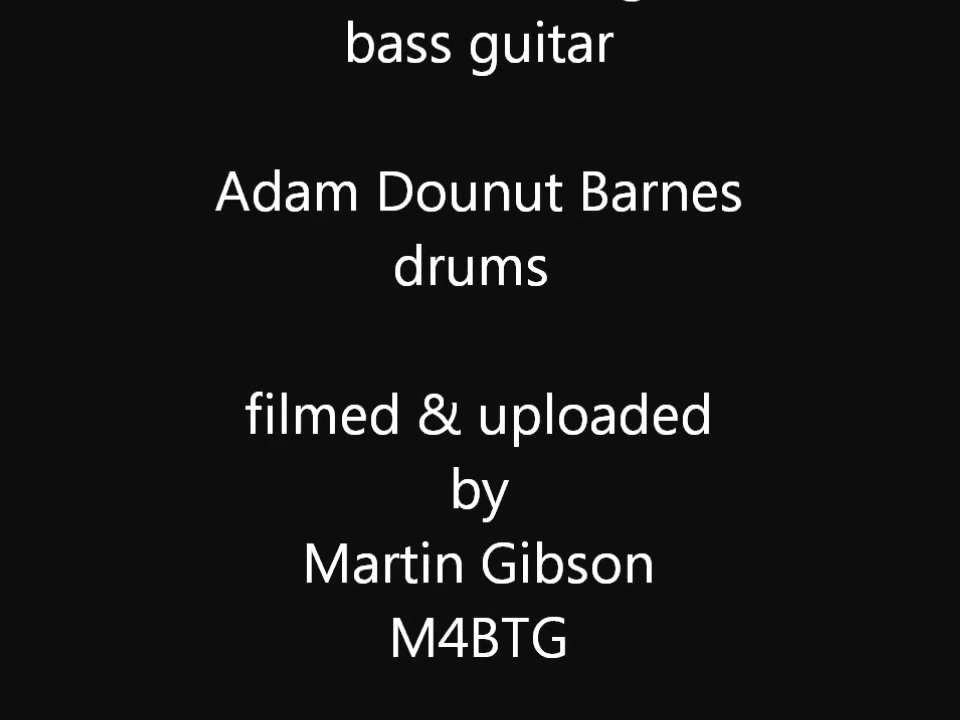 bass guitar
Adam Dounut Barnes
drums
filmed & uploaded
by
Martin Gibson
M4BTG